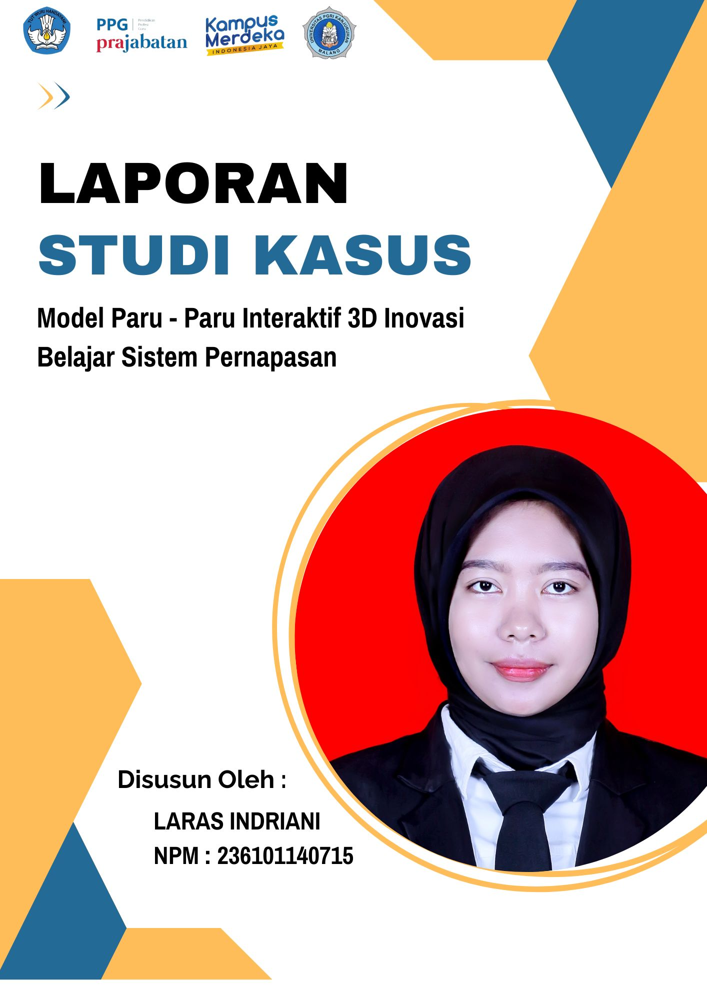 TUT WURI HANDAYANI
PPG
Pendidikan
Profesi
Guru
prajabatan
Kampus
Merdeka
INDONESIA JAYA
UNIVERSITAS PGRI KANJURUHAN
MALANG
LAPORAN
STUDI KASUS
Model Paru - Paru Interaktif 3D Inovasi
Belajar Sistem Pernapasan
Disusun Oleh :
LARAS INDRIANI
NPM : 236101140715